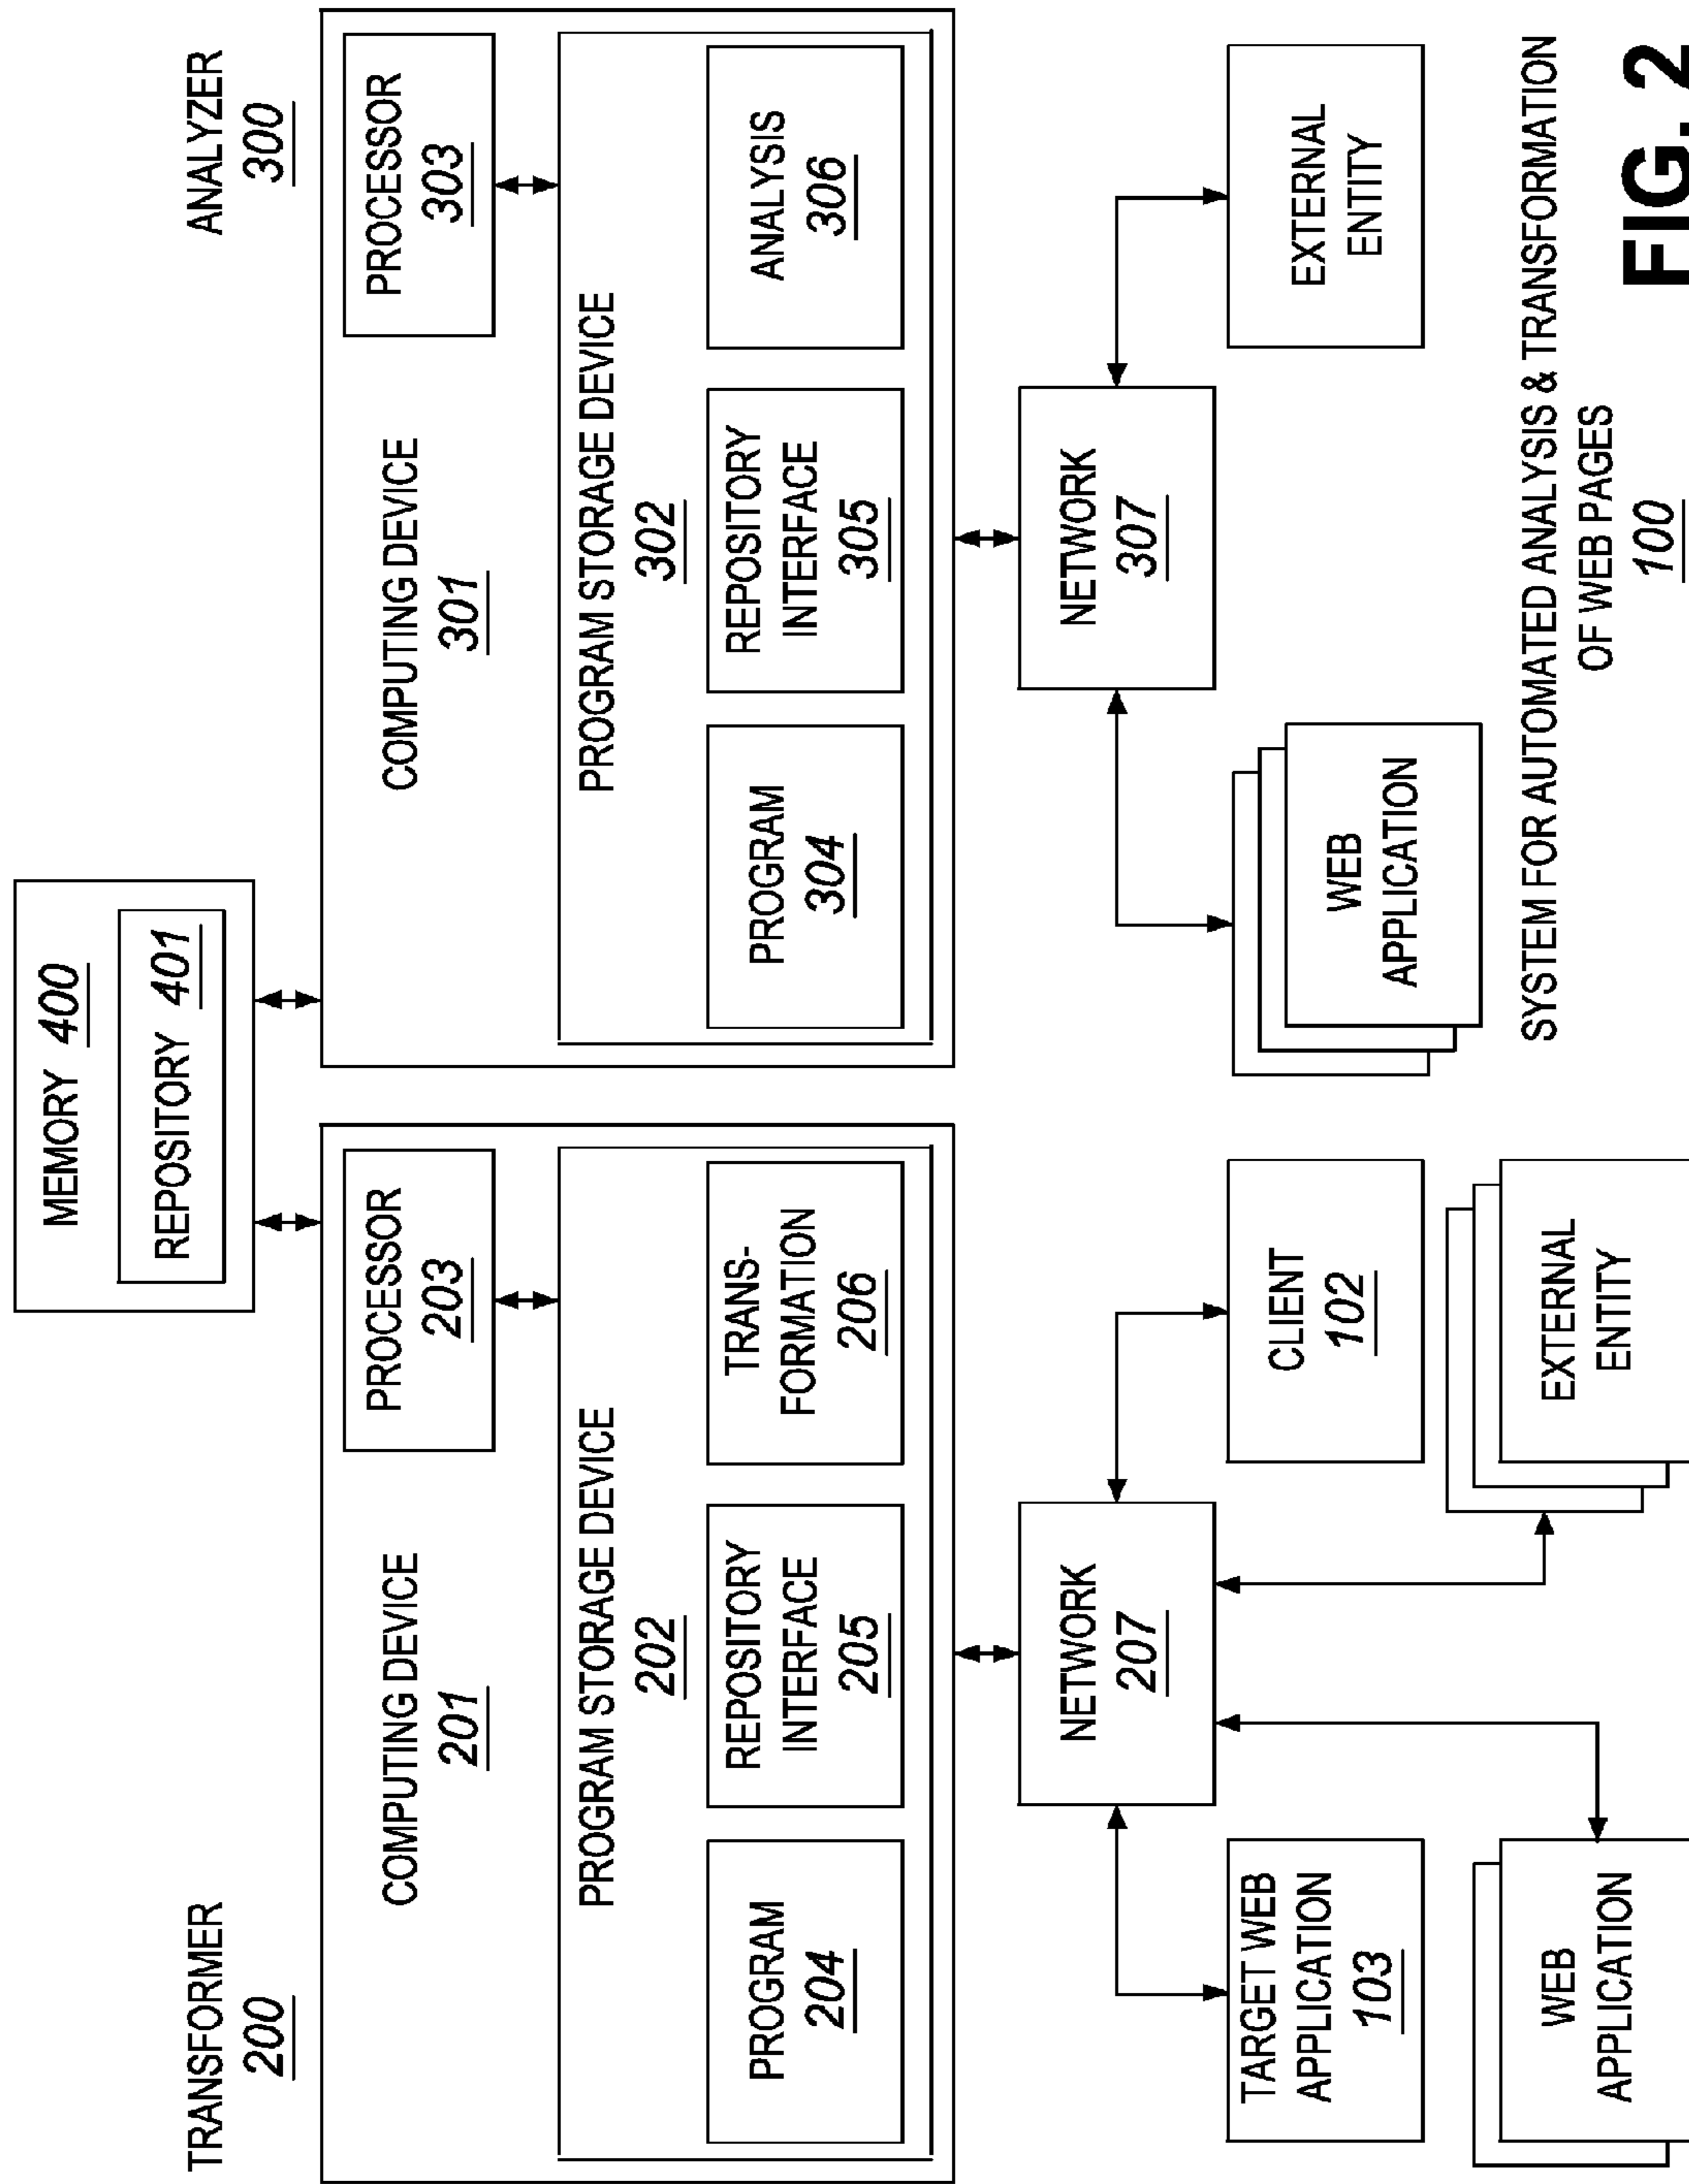 MEMORY 400
REPOSITORY 401
TRANSFORMER
200
ANALYZER
300
COMPUTING DEVICE
201
PROCESSOR
203
PROGRAM STORAGE DEVICE
202
PROGRAM
204
REPOSITORY
INTERFACE
205
TRANS-
FORMATION
206
COMPUTING DEVICE
301
PROCESSOR
303
PROGRAM STORAGE DEVICE
302
PROGRAM
304
REPOSITORY
INTERFACE
305
ANALYSIS
306
NETWORK
207
NETWORK
307
TARGET WEB
APPLICATION
103
CLIENT
102
WEB
APPLICATION
EXTERNAL
ENTITY
WEB
APPLICATION
EXTERNAL
ENTITY
SYSTEM FOR AUTOMATED ANALYSIS & TRANSFORMATION
OF WEB PAGES
100
FIG. 2